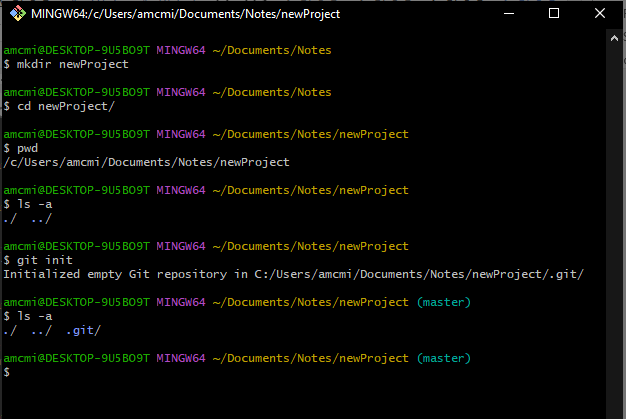 MINGW64:/c/Users/amcmi/Documents/Notes/newProject
amcmi@DESKTOP-9U5BO9T MINGW64 ~/Documents/Notes
$ mkdir newProject
amcmi@DESKTOP-9U5BO9T MINGW64 ~/Documents/Notes
$ cd newProject/
amcmi@DESKTOP-9U5BO9T MINGW64 ~/Documents/Notes/newProject
$ pwd
/c/Users/amcmi/Documents/Notes/newProject
amcmi@DESKTOP-9U5BO9T MINGW64 ~/Documents/Notes/newProject
$ ls -a
./  ../
amcmi@DESKTOP-9U5BO9T MINGW64 ~/Documents/Notes/newProject
$ git init
Initialized empty Git repository in C:/Users/amcmi/Documents/Notes/newProject/.git/
amcmi@DESKTOP-9U5BO9T MINGW64 ~/Documents/Notes/newProject (master)
$ ls -a
./  ../  .git/
amcmi@DESKTOP-9U5BO9T MINGW64 ~/Documents/Notes/newProject (master)
$